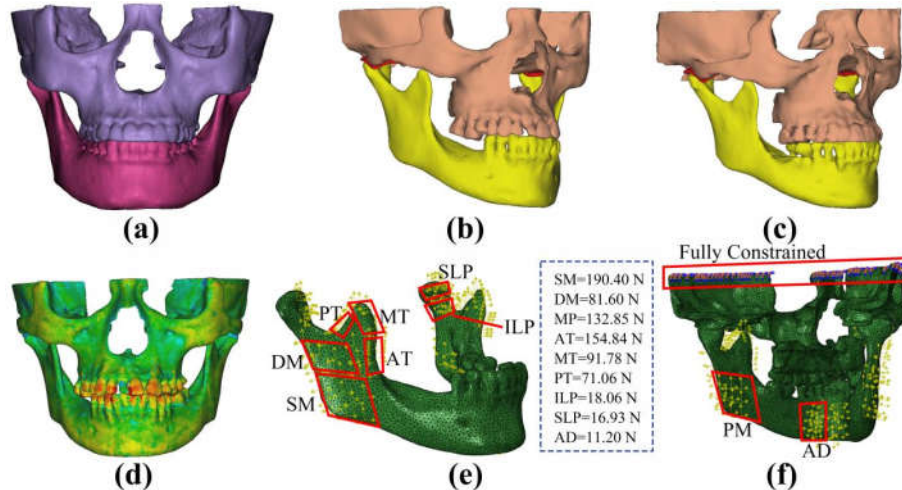 (a)
(b)
(c)
(d)
SLP
PT
MT
ILP
DM
AT
SM
(e)
SM=190.40 N
DM=81.60 N
MP=132.85 N
AT=154.84 N
MT=91.78 N
PT=71.06 N
ILP=18.06 N
SLP=16.93 N
AD=11.20 N
Fully Constrained
PM
AD
(f)